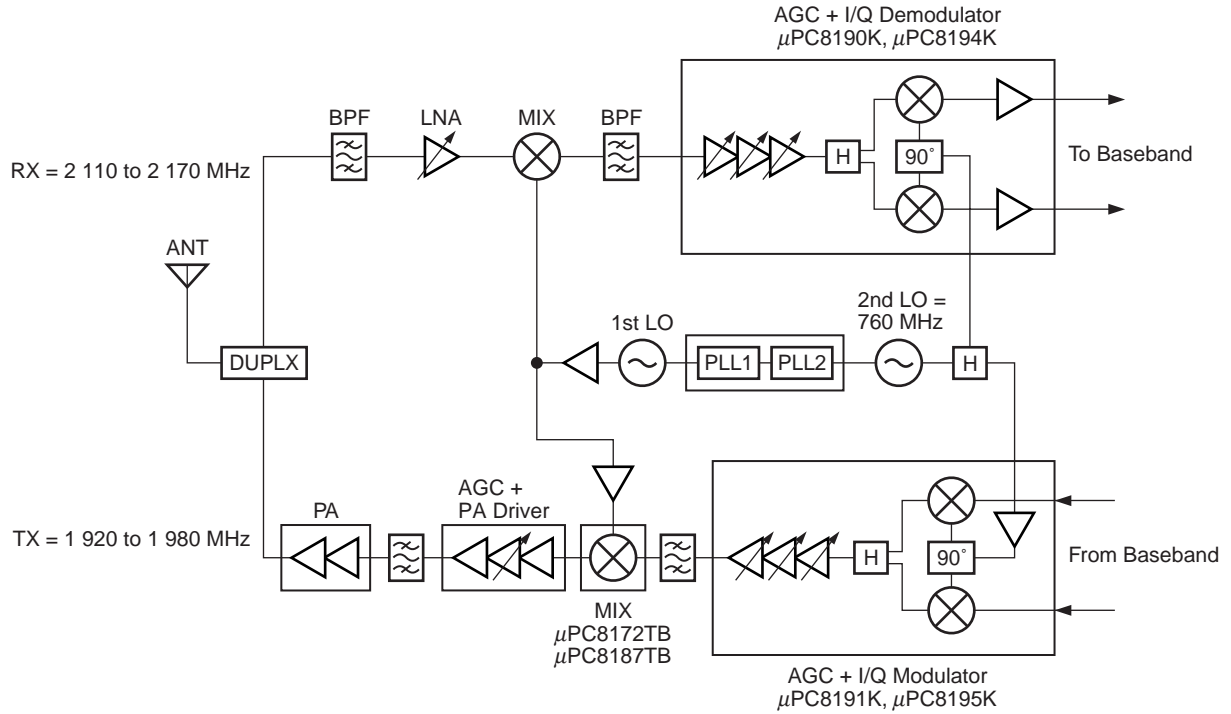 AGC + I/Q Demodulator
μPC8190K, μPC8194K
BPF
LNA
MIX
BPF
H
90°
To Baseband
RX = 2 110 to 2 170 MHz
ANT
DUPLX
1st LO
PLL1
PLL2
2nd LO =
760 MHz
H
TX = 1 920 to 1 980 MHz
PA
AGC +
PA Driver
MIX
μPC8172TB
μPC8187TB
H
90°
From Baseband
AGC + I/Q Modulator
μPC8191K, μPC8195K